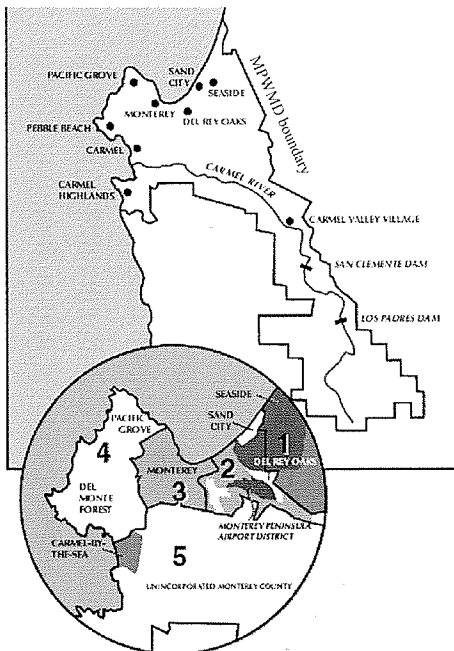 PACIFIC GROVE
SAND
CITY
SEASIDE
MONTEREY
DEL REY OAKS
PEBBLE BEACH
CARMEL
MPWMD boundary
CARMEL RIVER
CARMEL
HIGHLANDS
CARMEL VALLEY VILLAGE
SAN CLEMENTE DAM
LOS PADRES DAM
SEASIDE
SAND
CITY
PACIFIC
GROVE
1
4
DEL REY OAKS
MONTEREY
2
DEL
MONTE
FOREST
3
MONTEREY PENINSULA
AIRPORT DISTRICT
CARMEL-BY-
THE-SEA
5
UNINCORPORATED MONTEREY COUNTY